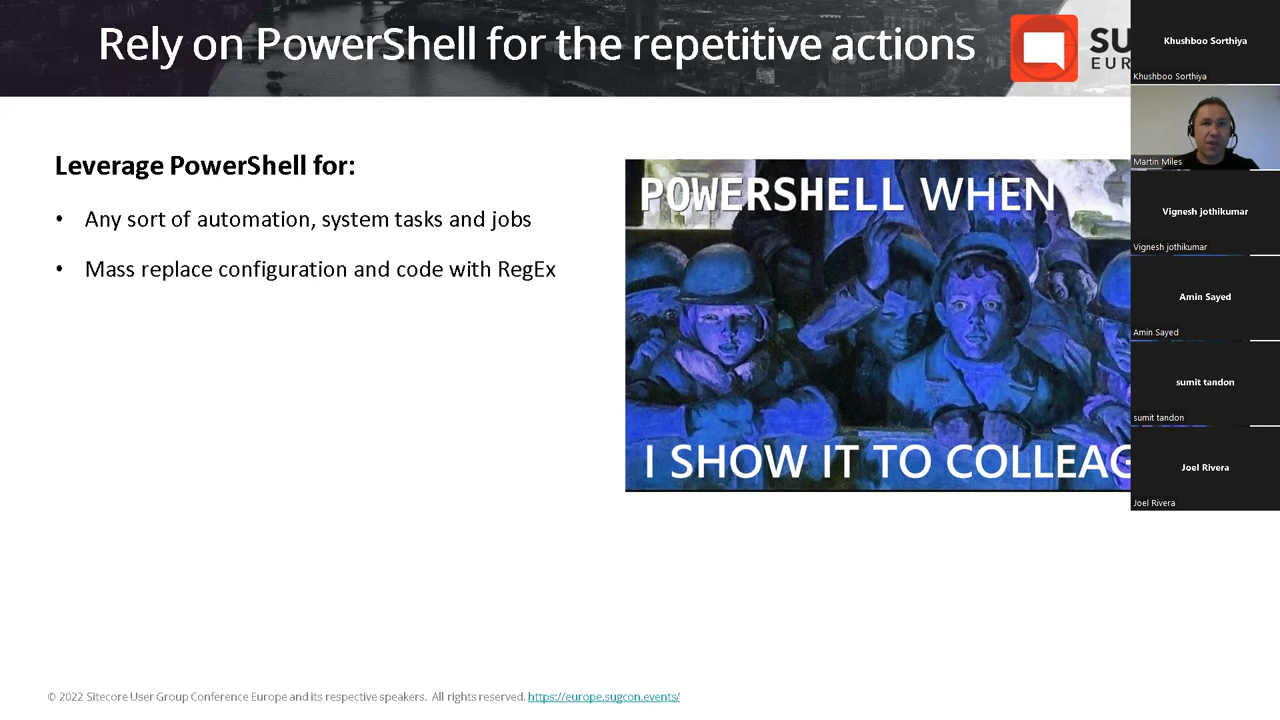 Rely on PowerShell for the repetitive actions
SU
EUR
Leverage PowerShell for:
• Any sort of automation, system tasks and jobs
• Mass replace configuration and code with RegEx
POWERSHELL WHEN
I SHOW IT TO COLLEAG
© 2022 Sitecore User Group Conference Europe and its respective speakers. All rights reserved. https://europe.sugcon.events/
Khushboo Sorthiya
Khushboo Sorthiya
Martin Miles
Vignesh jothikumar
Vignesh jothikumar
Amin Sayed
Amin Sayed
sumit tandon
sumit tandon
Joel Rivera
Joel Rivera